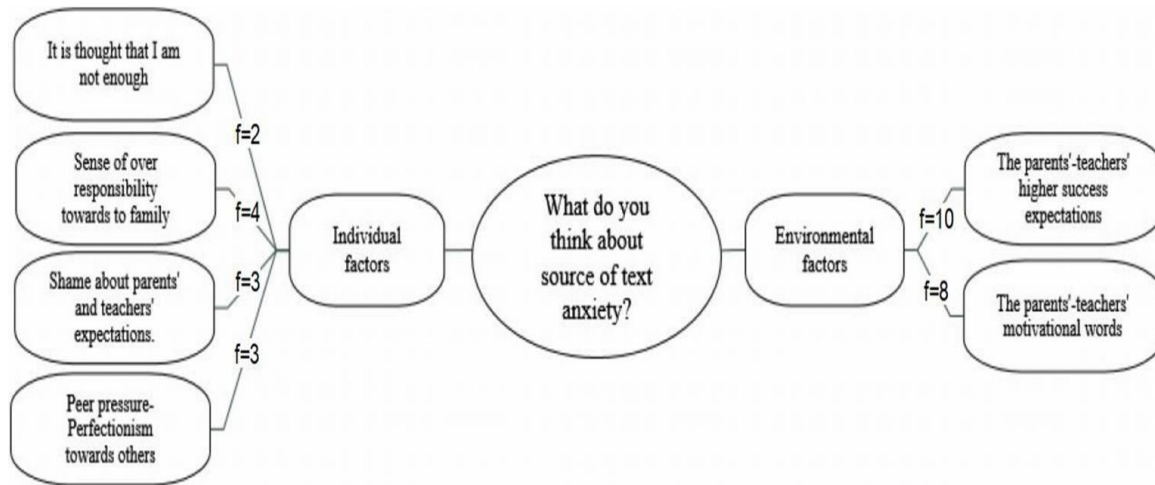 It is thought that I am
not enough
f=2
Sense of over
responsibility
towards to family
f=4
Shame about parents'
and teachers'
expectations.
f=3
Peer pressure-
Perfectionism
towards others
f=3
Individual
factors
What do you
think about
source of text
anxiety?
Environmental
factors
The parents'-teachers'
higher success
expectations
f=10
The parents'-teachers'
motivational words
f=8